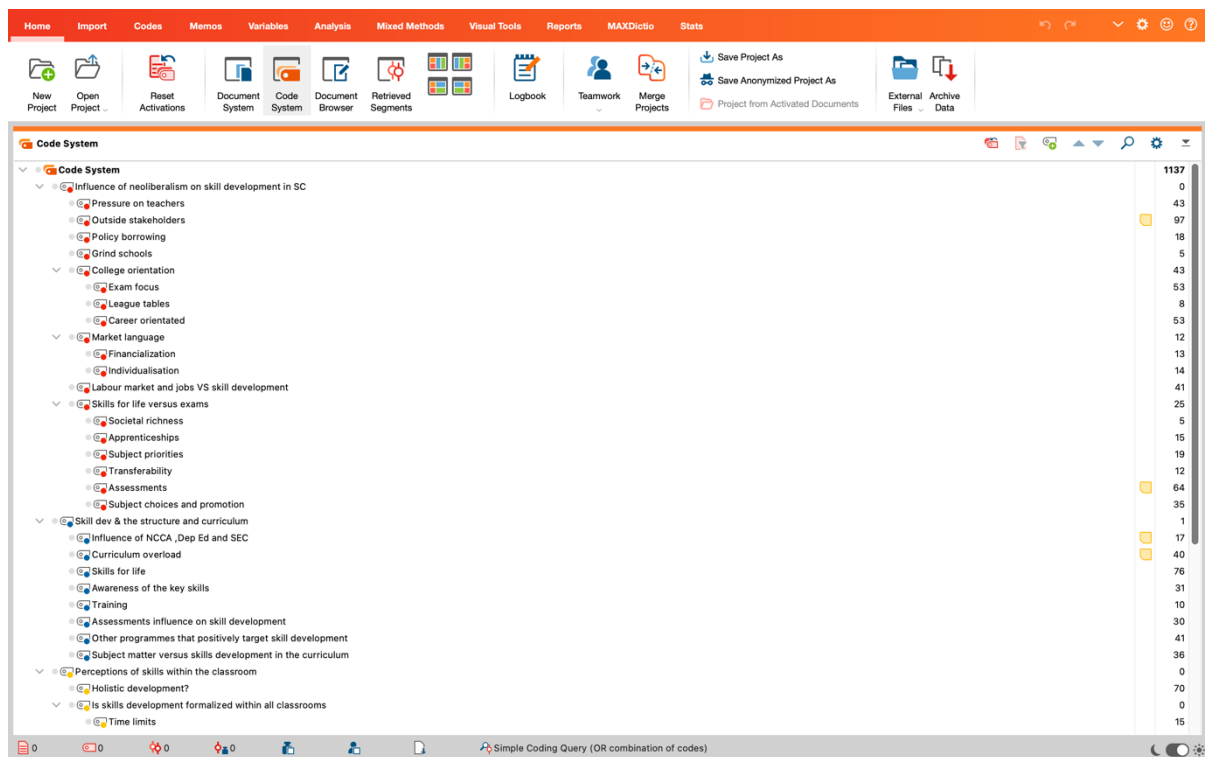 Home Import Codes Memos Variables Analysis Mixed Methods Visual Tools Reports MAXDictio Stats
New Project
Open Project
Reset Activations
Document System
Code System
Document Browser
Retrieved Segments
Logbook
Teamwork
Merge Projects
Save Project As
Save Anonymized Project As
Project from Activated Documents
External Files
Archive Data
Code System
Code System 1137
Influence of neoliberalism on skill development in SC 0
Pressure on teachers 43
Outside stakeholders 97
Policy borrowing 18
Grind schools 5
College orientation 43
Exam focus 53
League tables 8
Career orientated 53
Market language 12
Financialization 13
Individualisation 14
Labour market and jobs VS skill development 41
Skills for life versus exams 25
Societal richness 5
Apprenticeships 15
Subject priorities 19
Transferability 12
Assessments 64
Subject choices and promotion 35
Skill dev & the structure and curriculum 1
Influence of NCCA ,Dep Ed and SEC 17
Curriculum overload 40
Skills for life 76
Awareness of the key skills 31
Training 10
Assessments influence on skill development 30
Other programmes that positively target skill development 41
Subject matter versus skills development in the curriculum 36
Perceptions of skills within the classroom 0
Holistic development? 70
Is skills development formalized within all classrooms 0
Time limits 15
0 0 0 0 Simple Coding Query (OR combination of codes)